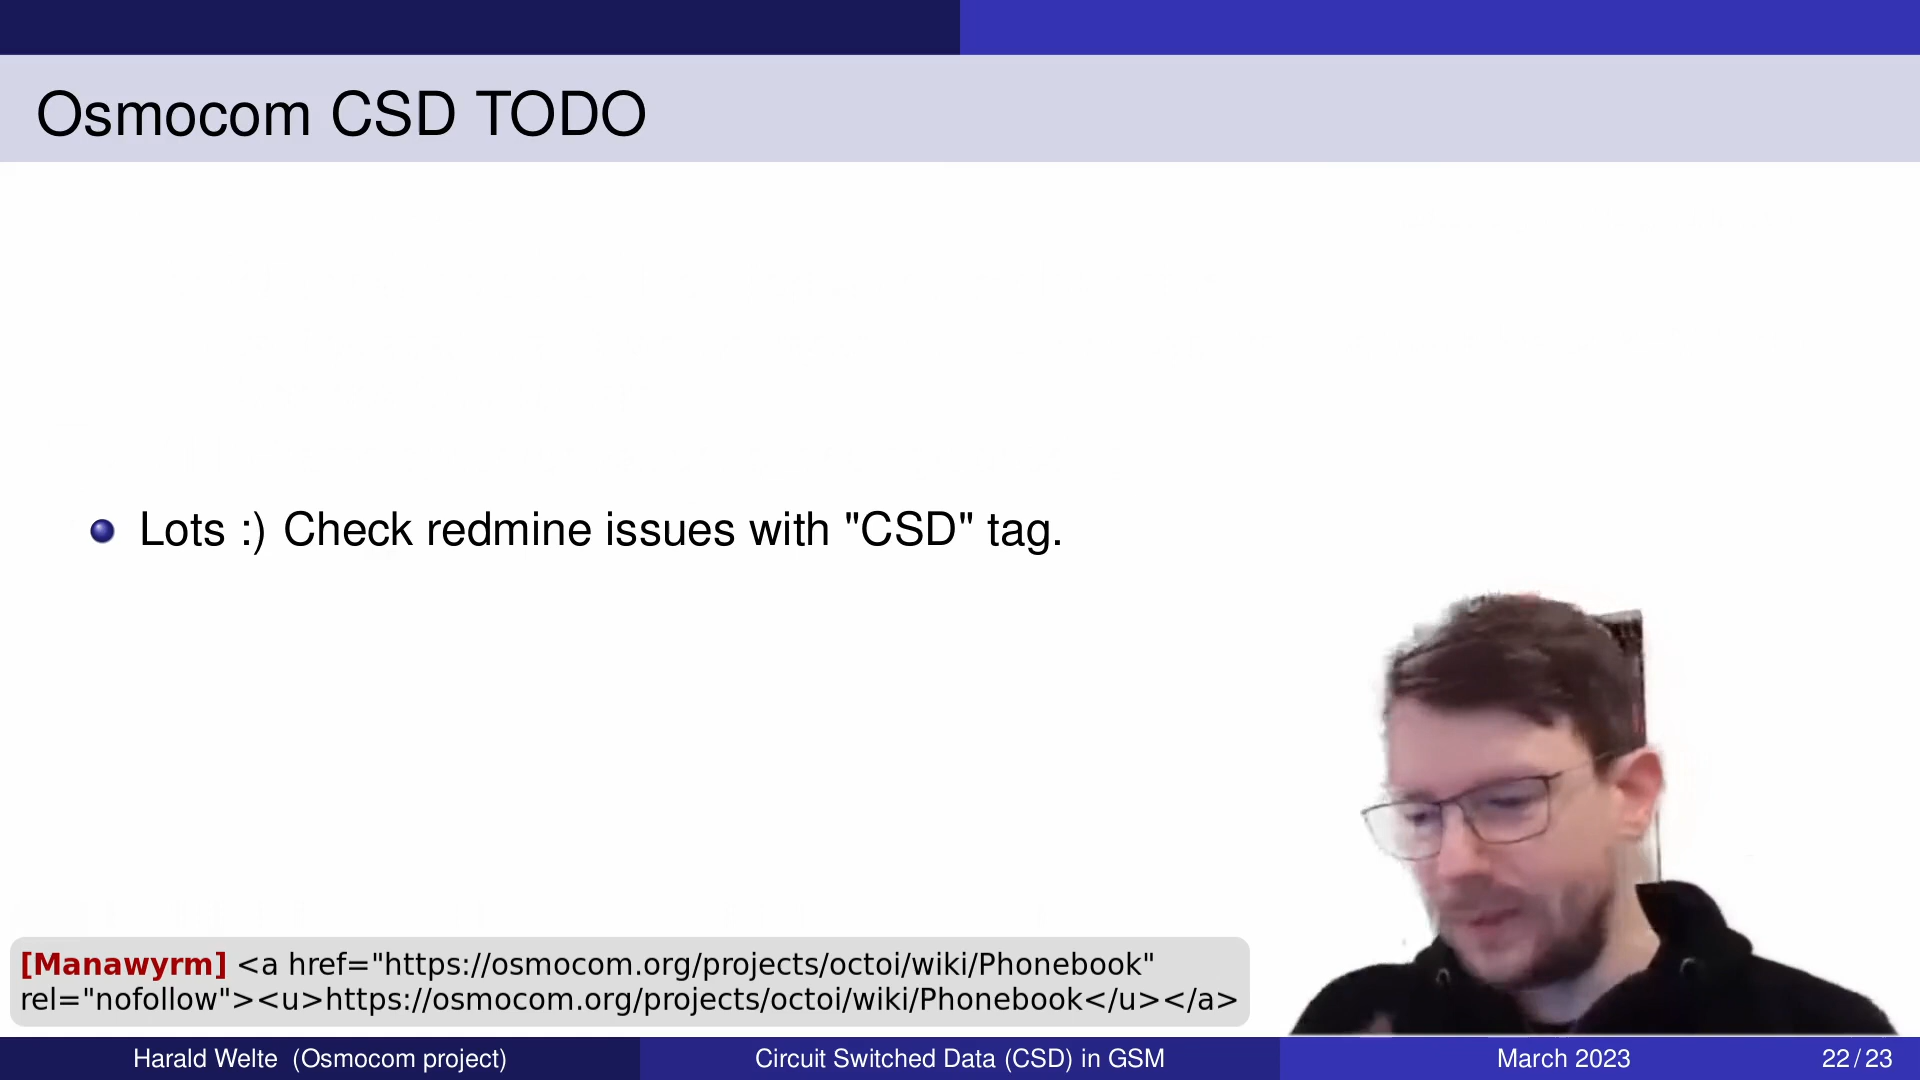 Osmocom CSD TODO
Lots :) Check redmine issues with "CSD" tag.
[Manawyrm] <a href="https://osmocom.org/projects/octoi/wiki/Phonebook"
rel="nofollow"><u>https://osmocom.org/projects/octoi/wiki/Phonebook</u></a>
Harald Welte (Osmocom project) Circuit Switched Data (CSD) in GSM March 2023 22 / 23